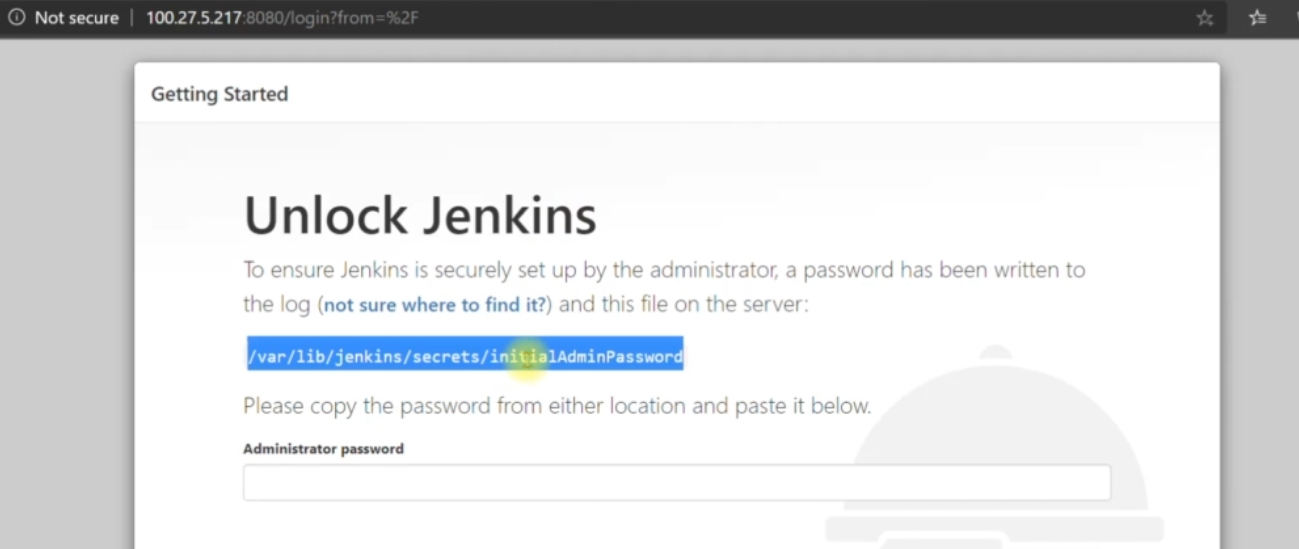 Not secure | 100.27.5.217:8080/login?from=%2F
Getting Started
Unlock Jenkins
To ensure Jenkins is securely set up by the administrator, a password has been written to
the log (not sure where to find it?) and this file on the server:
/var/lib/jenkins/secrets/initialAdminPassword
Please copy the password from either location and paste it below.
Administrator password